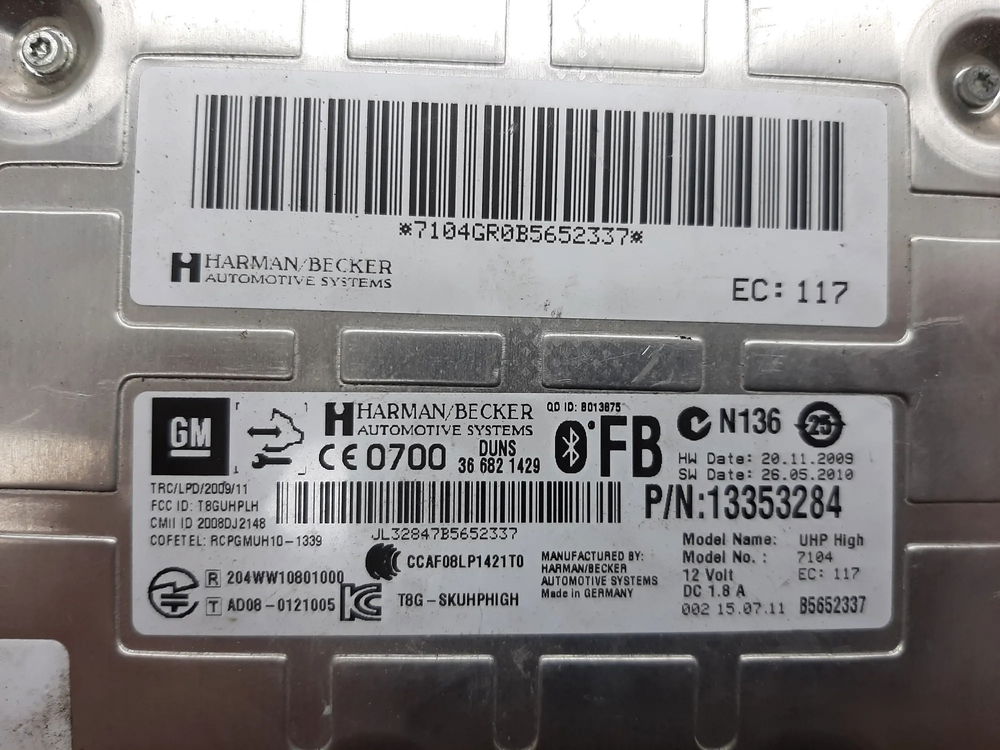 *7104GR0B5652337*
HARMAN/BECKER
AUTOMOTIVE SYSTEMS
EC: 117
GM
HARMAN/BECKER
AUTOMOTIVE SYSTEMS
CE 0700
DUNS
36 682 1429
QD ID: B013875
FB
N136
25
HW Date: 20.11.2009
SW Date: 26.05.2010
P/N:13353284
TRC/LPD/2009/11
FCC ID: T8GUHPLH
CMII ID 2008DJ2148
COFETEL: RCPGMUH10-1339
JL32847B5652337
CCAF08LP1421T0
R 204WW10801000
T AD08-0121005
KC
T8G-SKUHPHIGH
MANUFACTURED BY:
HARMAN/BECKER
AUTOMOTIVE SYSTEMS
Made in GERMANY
Model Name: UHP High
Model No.: 7104
12 Volt EC: 117
DC 1.8 A
002 15.07.11 B5652337